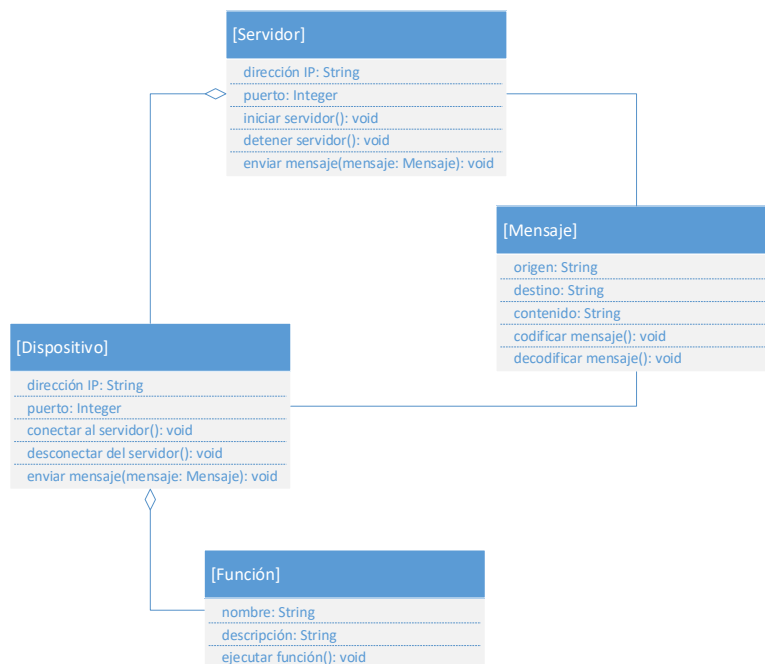 [Servidor]
dirección IP: String
puerto: Integer
iniciar servidor(): void
detener servidor(): void
enviar mensaje(mensaje: Mensaje): void
[Mensaje]
origen: String
destino: String
contenido: String
codificar mensaje(): void
decodificar mensaje(): void
[Dispositivo]
dirección IP: String
puerto: Integer
conectar al servidor(): void
desconectar del servidor(): void
enviar mensaje(mensaje: Mensaje): void
[Función]
nombre: String
descripción: String
ejecutar función(): void